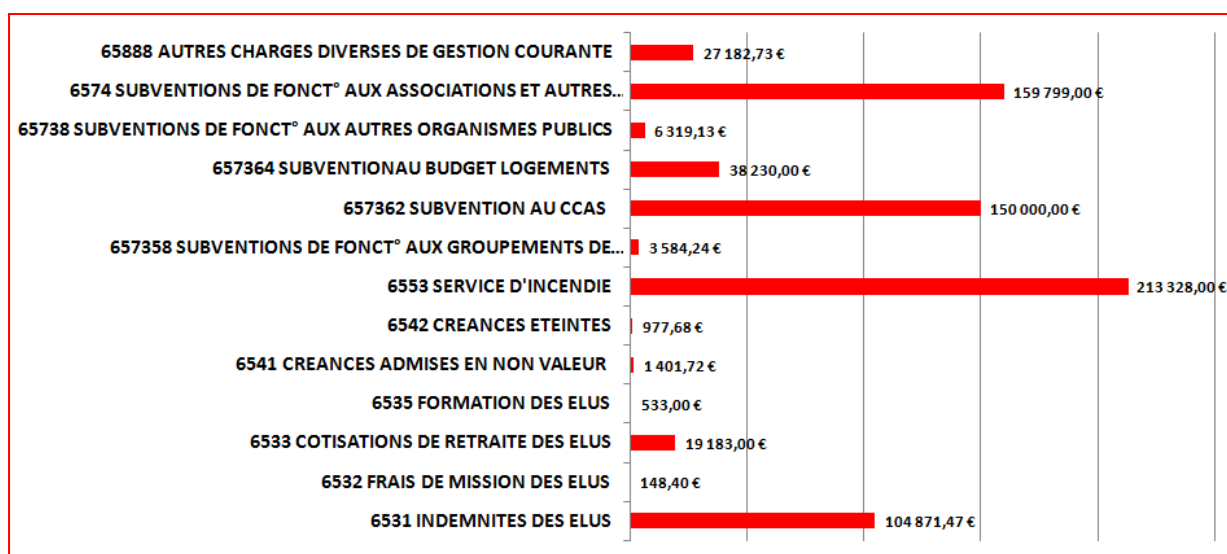 65888 AUTRES CHARGES DIVERSES DE GESTION COURANTE 27 182,73 €
6574 SUBVENTIONS DE FONCT° AUX ASSOCIATIONS ET AUTRES... 159 799,00 €
65738 SUBVENTIONS DE FONCT° AUX AUTRES ORGANISMES PUBLICS 6 319,13 €
657364 SUBVENTIONAU BUDGET LOGEMENTS 38 230,00 €
657362 SUBVENTION AU CCAS 150 000,00 €
657358 SUBVENTIONS DE FONCT° AUX GROUPEMENTS DE... 3 584,24 €
6553 SERVICE D'INCENDIE 213 328,00 €
6542 CREANCES ETEINTES 977,68 €
6541 CREANCES ADMISES EN NON VALEUR 1 401,72 €
6535 FORMATION DES ELUS 533,00 €
6533 COTISATIONS DE RETRAITE DES ELUS 19 183,00 €
6532 FRAIS DE MISSION DES ELUS 148,40 €
6531 INDEMNITES DES ELUS 104 871,47 €